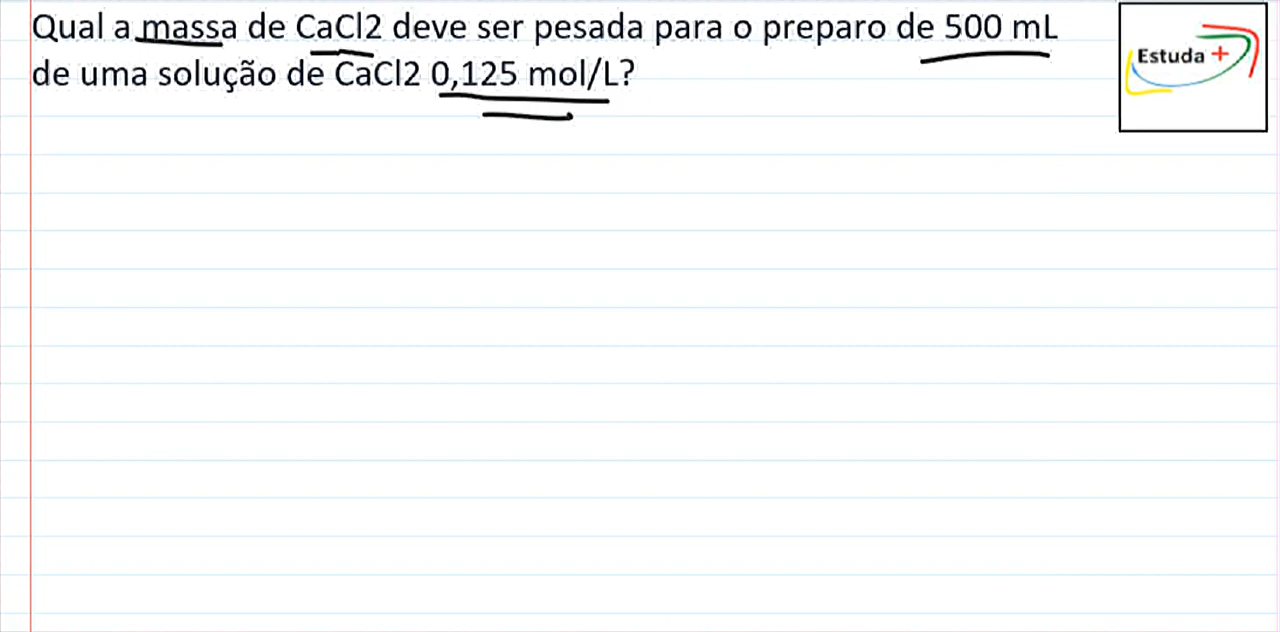 Qual a massa de CaCl2 deve ser pesada para o preparo de 500 mL
de uma solução de CaCl2 0,125 mol/L?
Estuda +